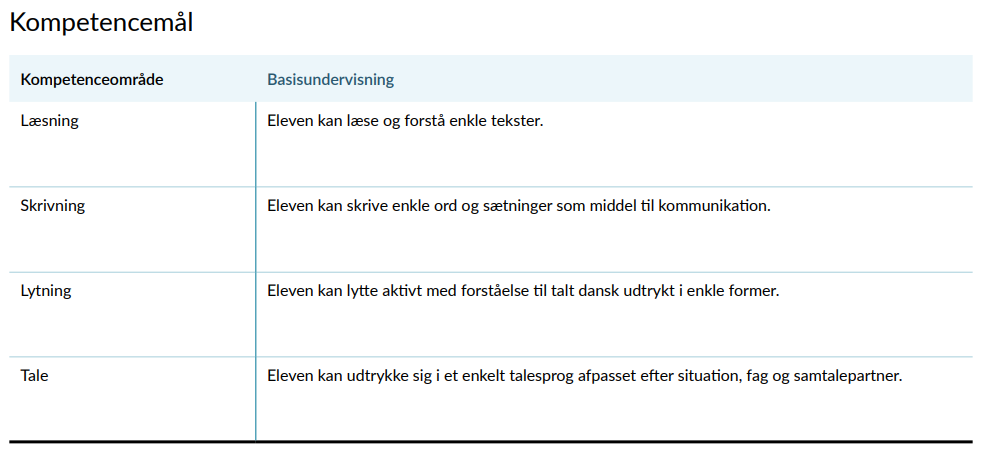 Kompetencemål
Kompetenceområde Basisundervisning
Læsning Eleven kan læse og forstå enkle tekster.
Skrivning Eleven kan skrive enkle ord og sætninger som middel til kommunikation.
Lytning Eleven kan lytte aktivt med forståelse til talt dansk udtrykt i enkle former.
Tale Eleven kan udtrykke sig i et enkelt talesprog afpasset efter situation, fag og samtalepartner.